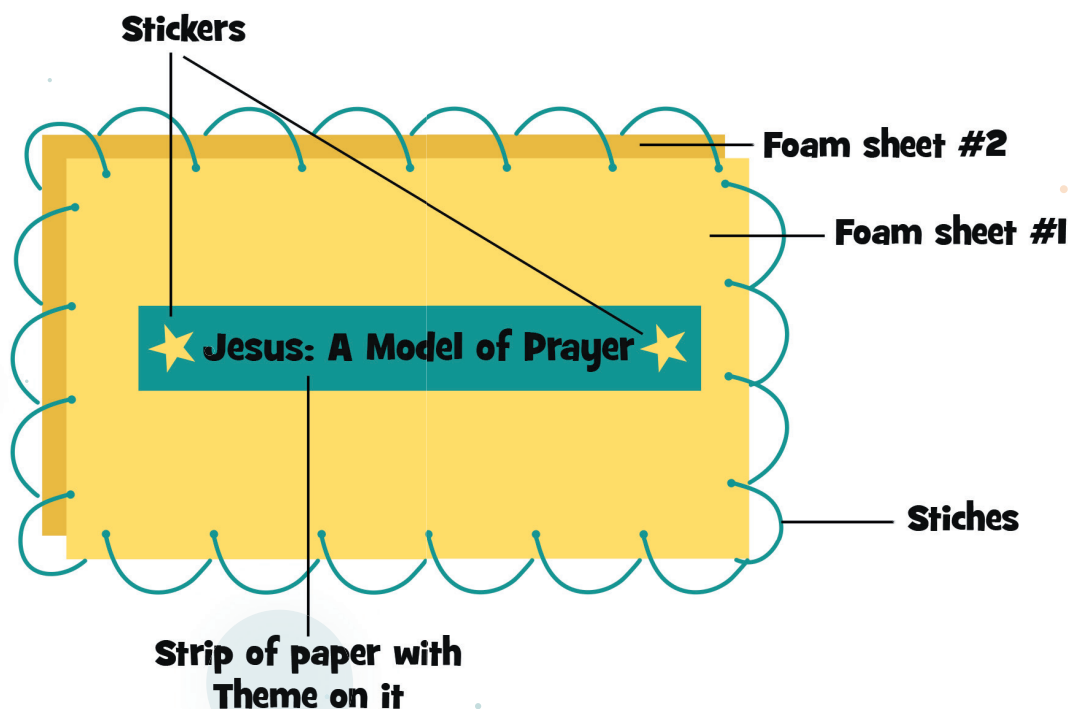 Stickers
Foam sheet #2
Foam sheet #1
Jesus: A Model of Prayer
Stiches
Strip of paper with
Theme on it